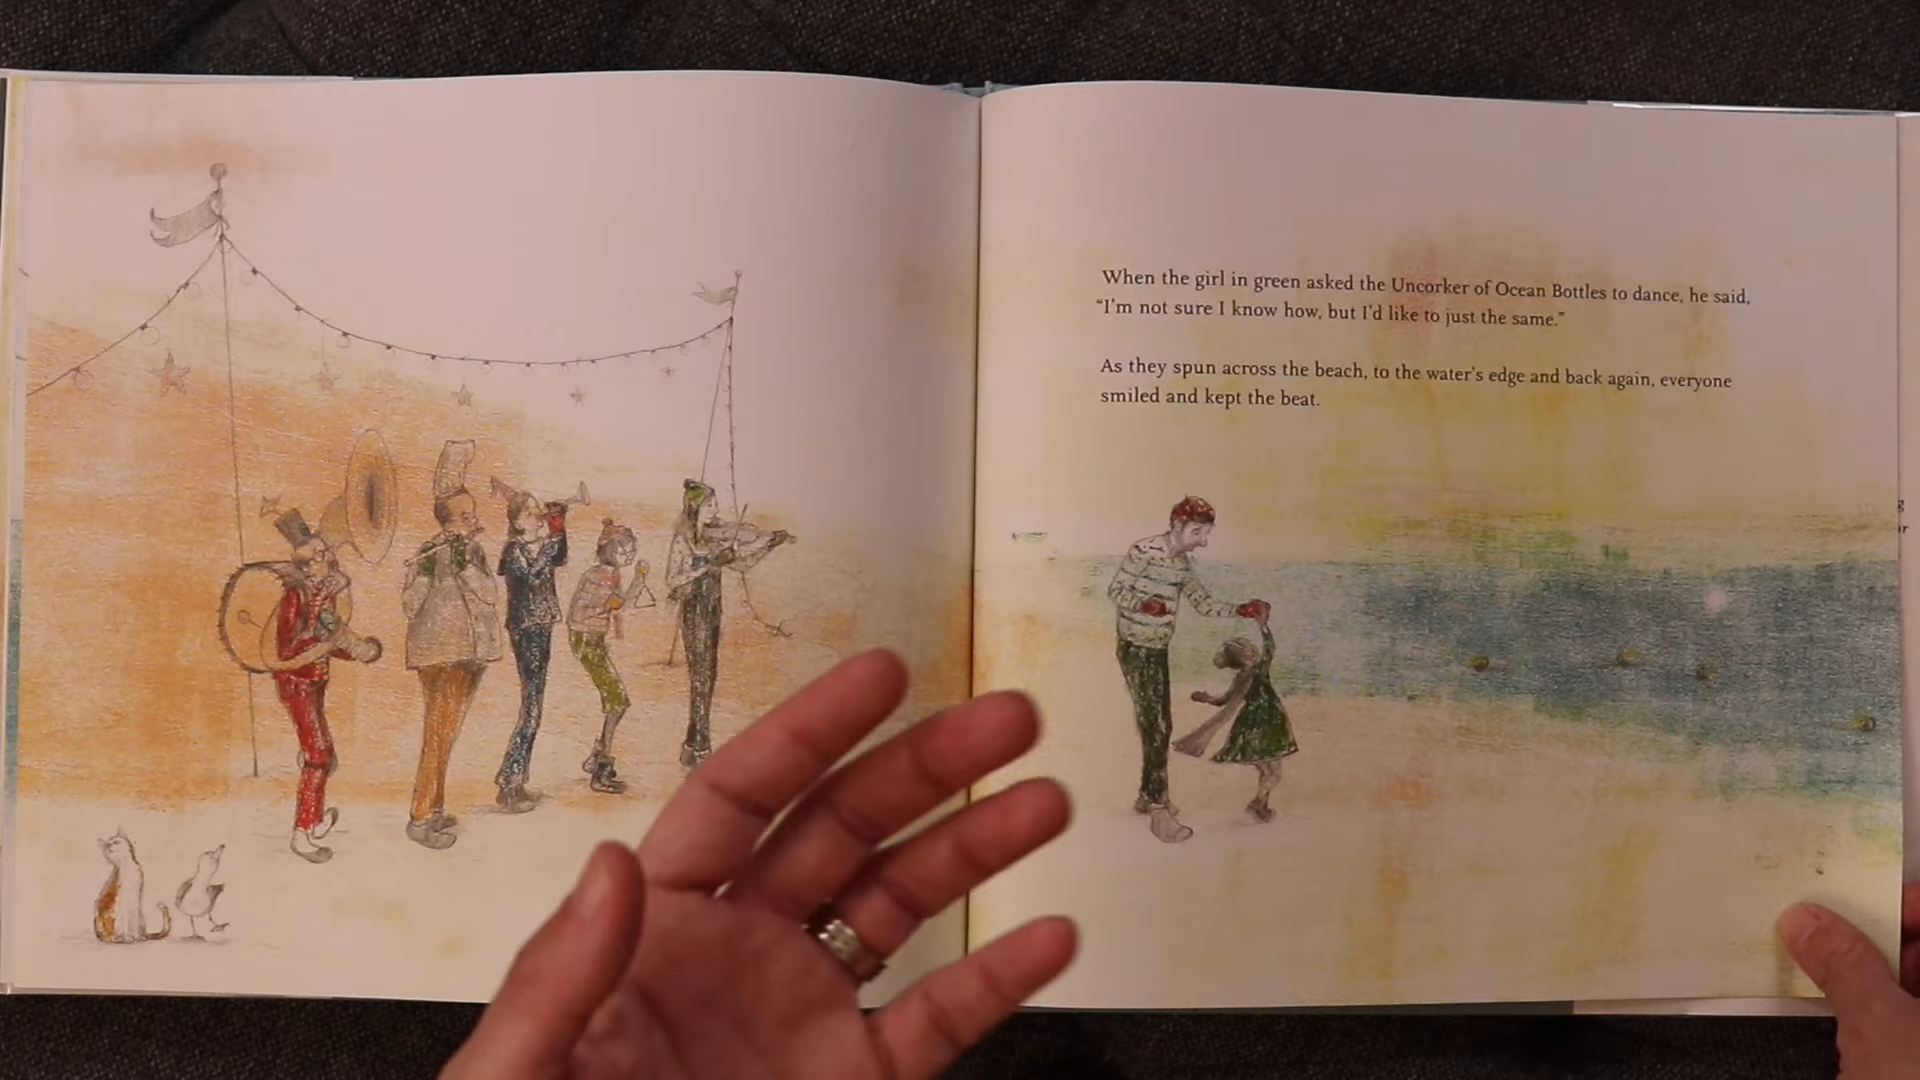 When the girl in green asked the Uncorker of Ocean Bottles to dance, he said,
“I’m not sure I know how, but I’d like to just the same.”
As they spun across the beach, to the water’s edge and back again, everyone
smiled and kept the beat.